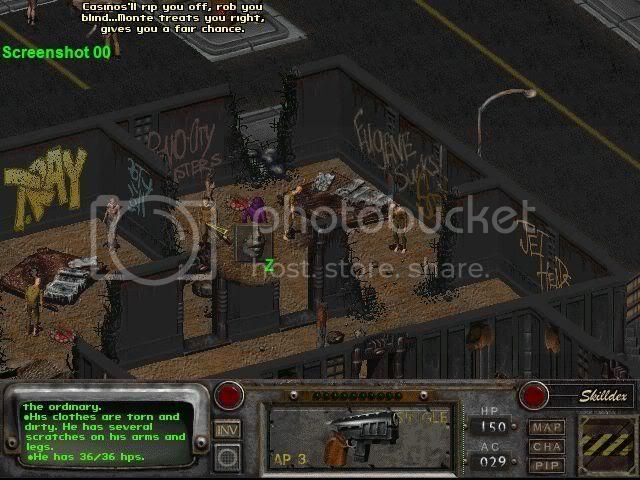 Casinos'll rip you off, rob you
blind...Monte treats you right,
gives you a fair chance.
Screenshot 00
EUGENE
SUCKS!
TRAY
JET
photobucket
host. store. share.
Z
the ordinary.
•His clothes are torn and
dirty. He has several
scratches on his arms and
legs.
•He has 36/36 hps.
INV
SINGLE
AP 3
HP
150
AC
029
Skilldex
MAP
CHA
PIP